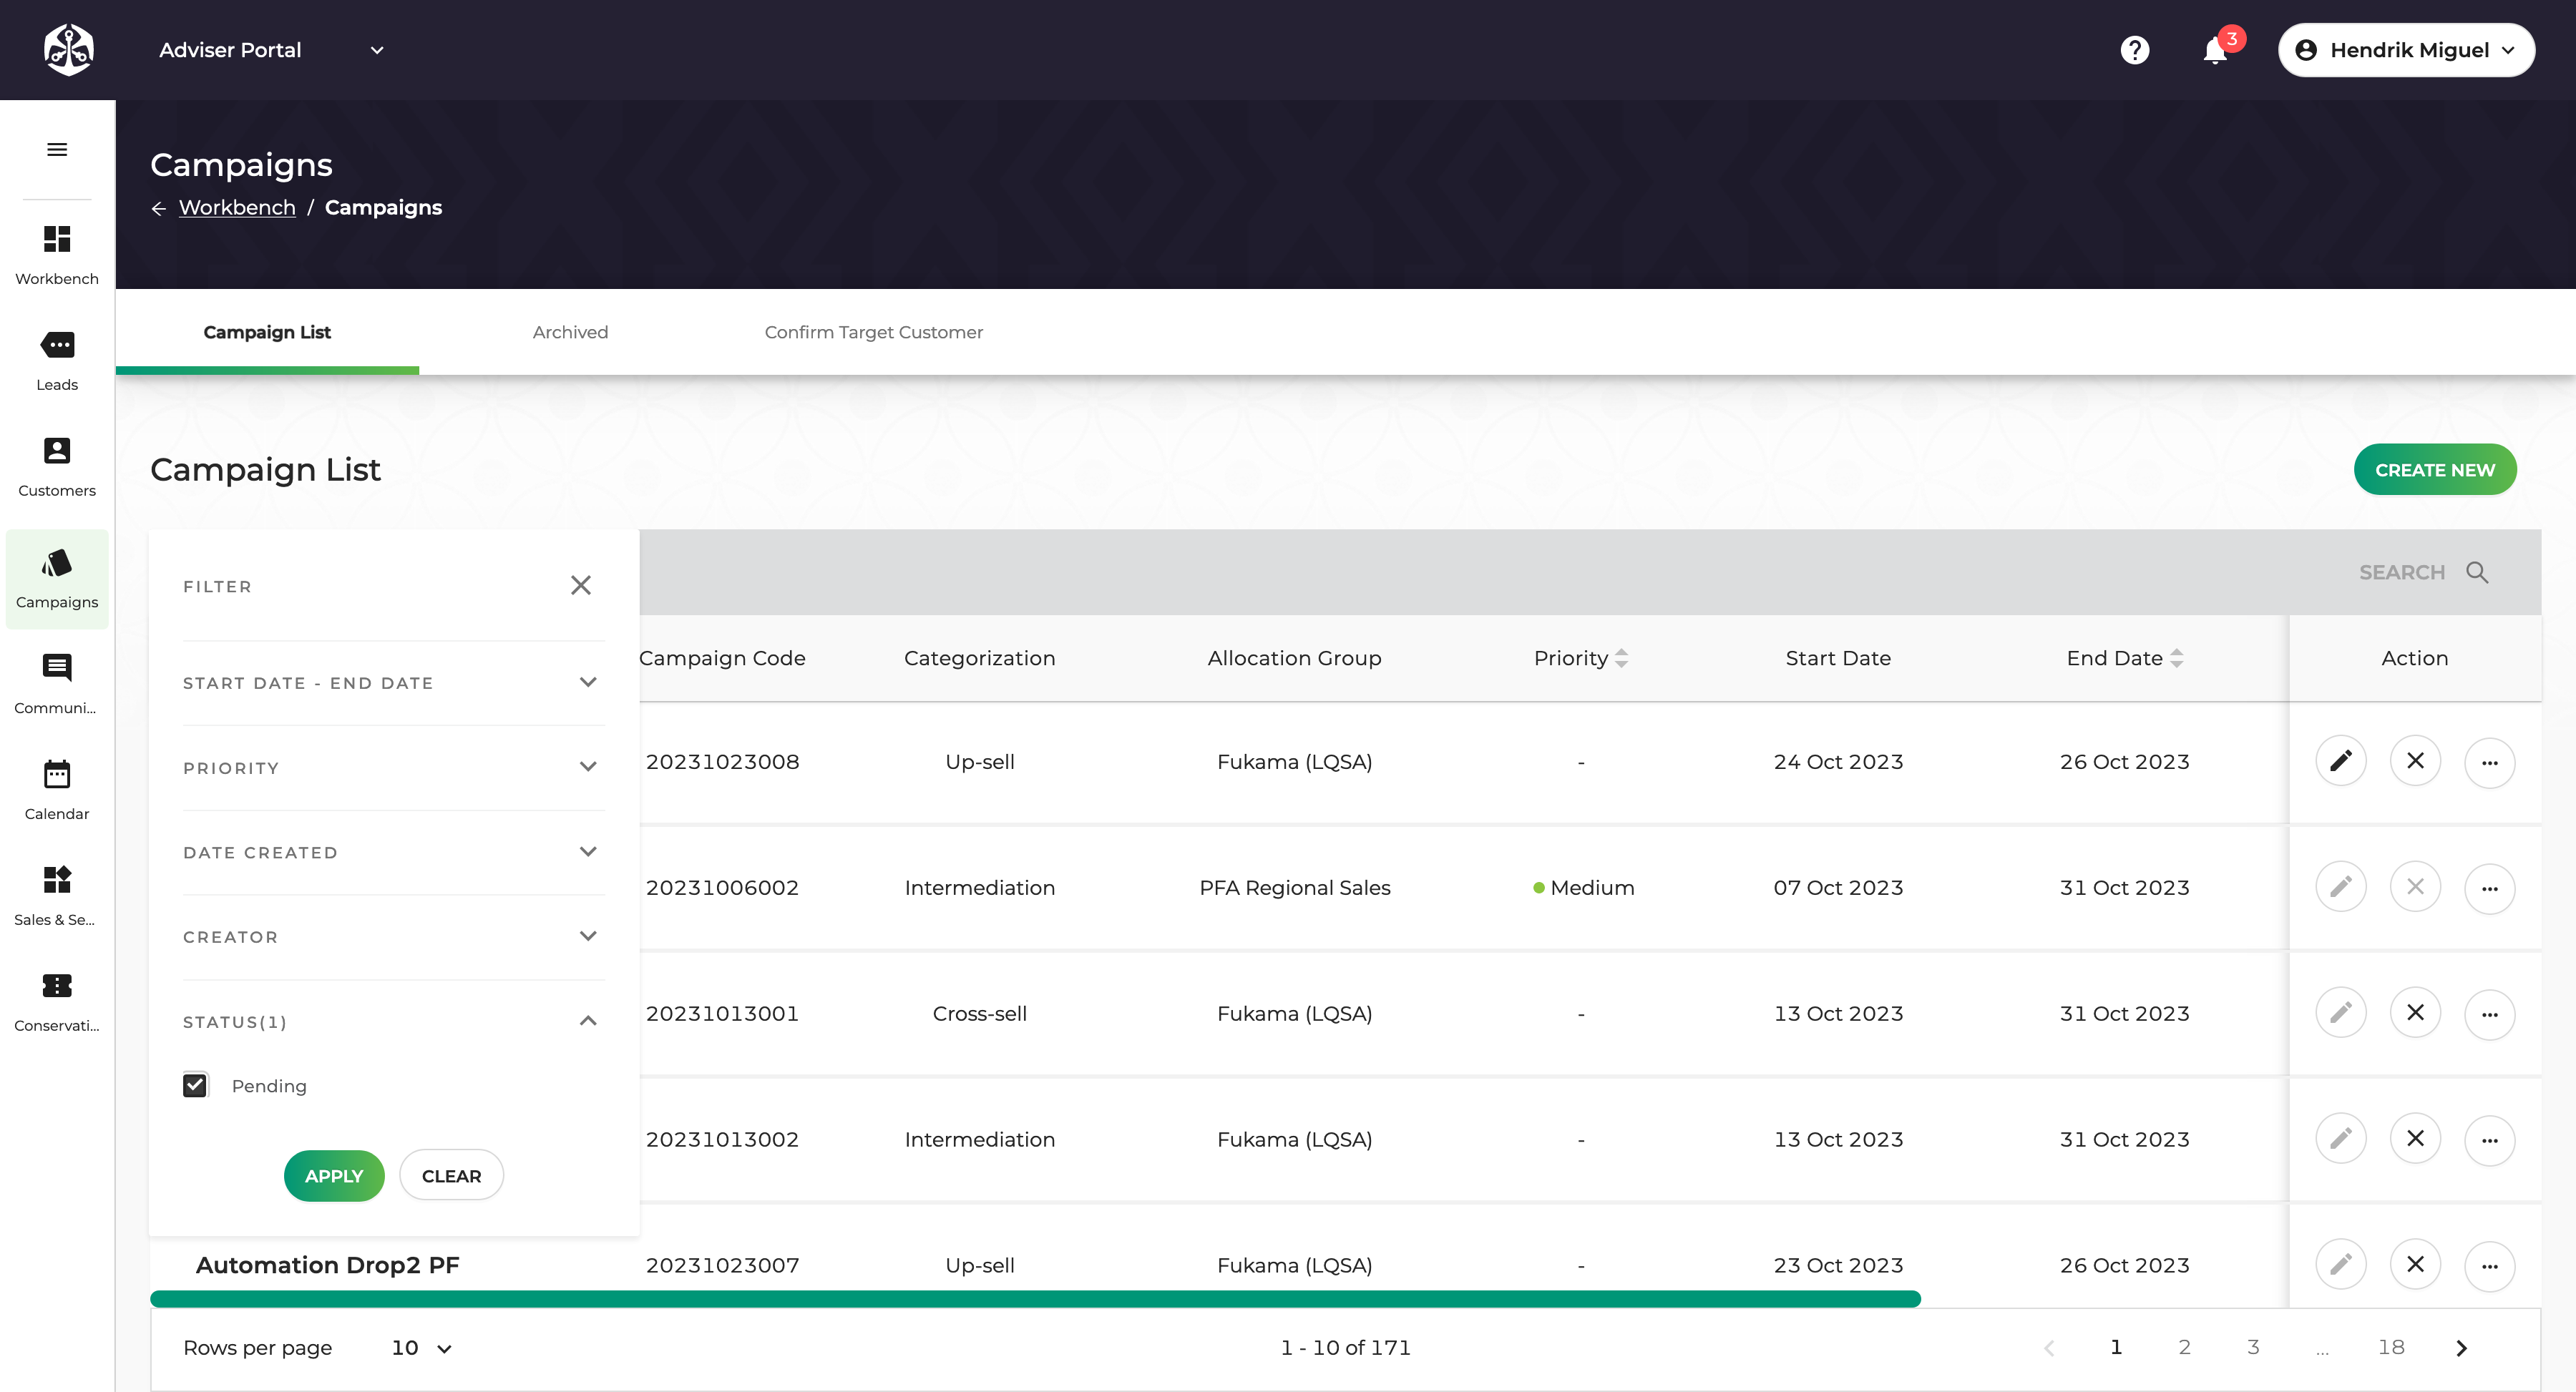 Adviser Portal
3
Hendrik Miguel
Campaigns
Workbench / Campaigns
Workbench
Leads
Customers
Campaigns
Communi...
Calendar
Sales & Se...
Conservati...
Campaign List
Archived
Confirm Target Customer
Campaign List
CREATE NEW
SEARCH
FILTER
START DATE - END DATE
PRIORITY
DATE CREATED
CREATOR
STATUS(1)
Pending
APPLY
CLEAR
Campaign Code Categorization Allocation Group Priority Start Date End Date Action
20231023008 Up-sell Fukama (LQSA) - 24 Oct 2023 26 Oct 2023
20231006002 Intermediation PFA Regional Sales Medium 07 Oct 2023 31 Oct 2023
20231013001 Cross-sell Fukama (LQSA) - 13 Oct 2023 31 Oct 2023
20231013002 Intermediation Fukama (LQSA) - 13 Oct 2023 31 Oct 2023
Automation Drop2 PF 20231023007 Up-sell Fukama (LQSA) - 23 Oct 2023 26 Oct 2023
Rows per page 10
1 - 10 of 171
1 2 3 ... 18